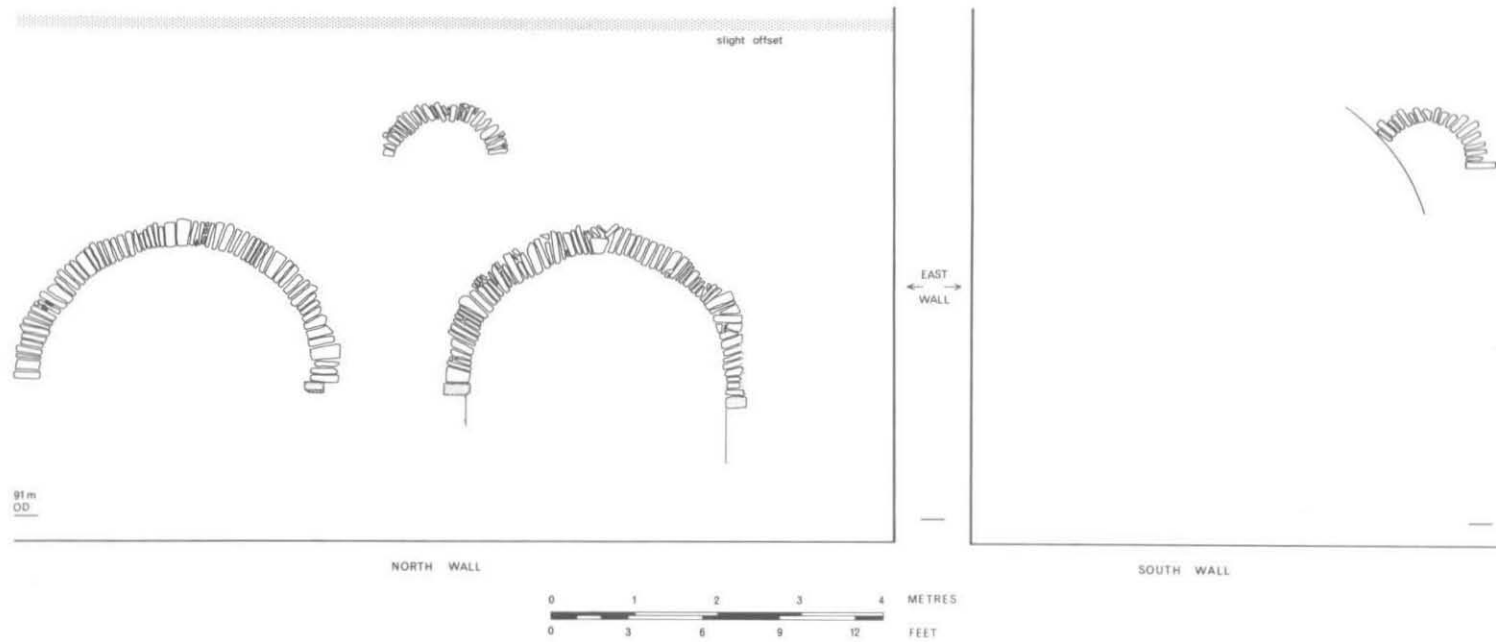 slight offset
EAST
WALL
91 m
OD
NORTH WALL
SOUTH WALL
0 1 2 3 4 METRES
0 3 6 9 12 FEET